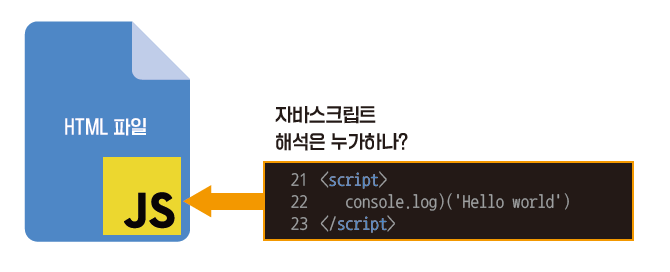 HTML 파일
JS
자바스크립트
해석은 누가하나?
21 <script>
22 console.log)('Hello world')
23 </script>